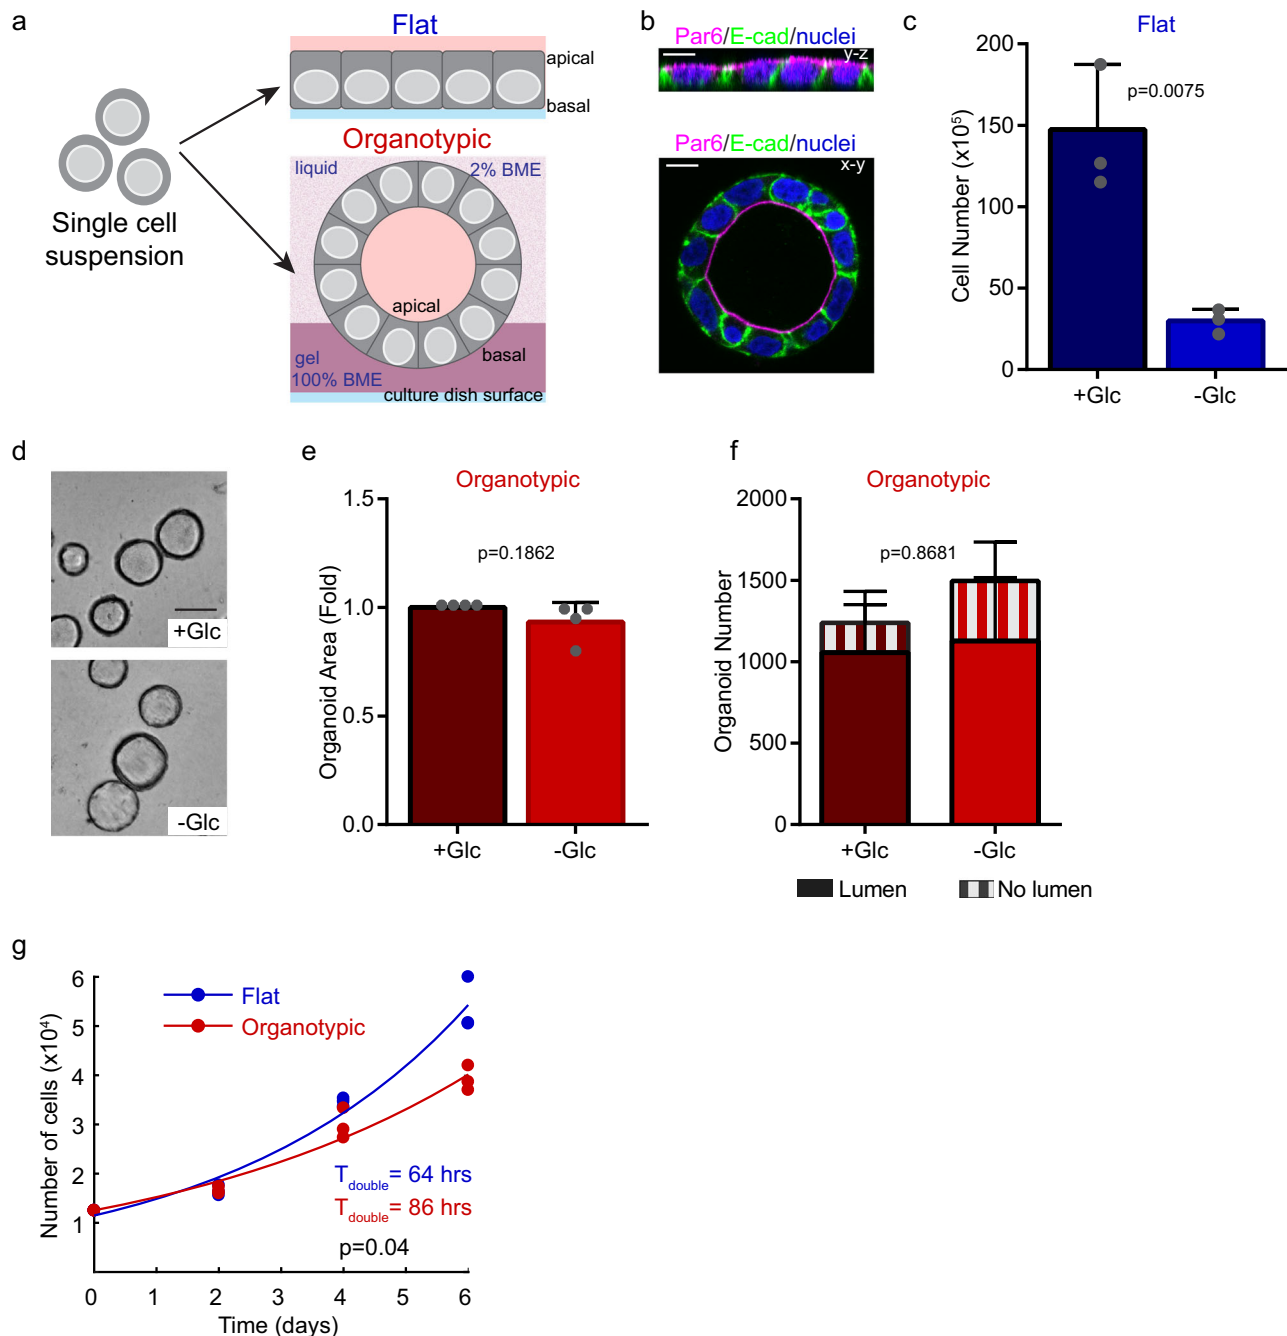 a
Flat
apical
basal
Single cell
suspension
Organotypic
liquid
2% BME
apical
basal
gel
100% BME
culture dish surface
b
Par6/E-cad/nuclei
y-z
Par6/E-cad/nuclei
x-y
c
Flat
Cell Number (x10⁵)
200
150
100
50
0
p=0.0075
+Glc
-Glc
d
+Glc
-Glc
e
Organotypic
Organoid Area (Fold)
1.5
1.0
0.5
0.0
p=0.1862
+Glc
-Glc
f
Organotypic
Organoid Number
2000
1500
1000
500
0
p=0.8681
+Glc
-Glc
Lumen
No lumen
g
Number of cells (x10⁴)
6
5
4
3
2
1
Flat
Organotypic
T_double= 64 hrs
T_double= 86 hrs
p=0.04
0 1 2 3 4 5 6
Time (days)